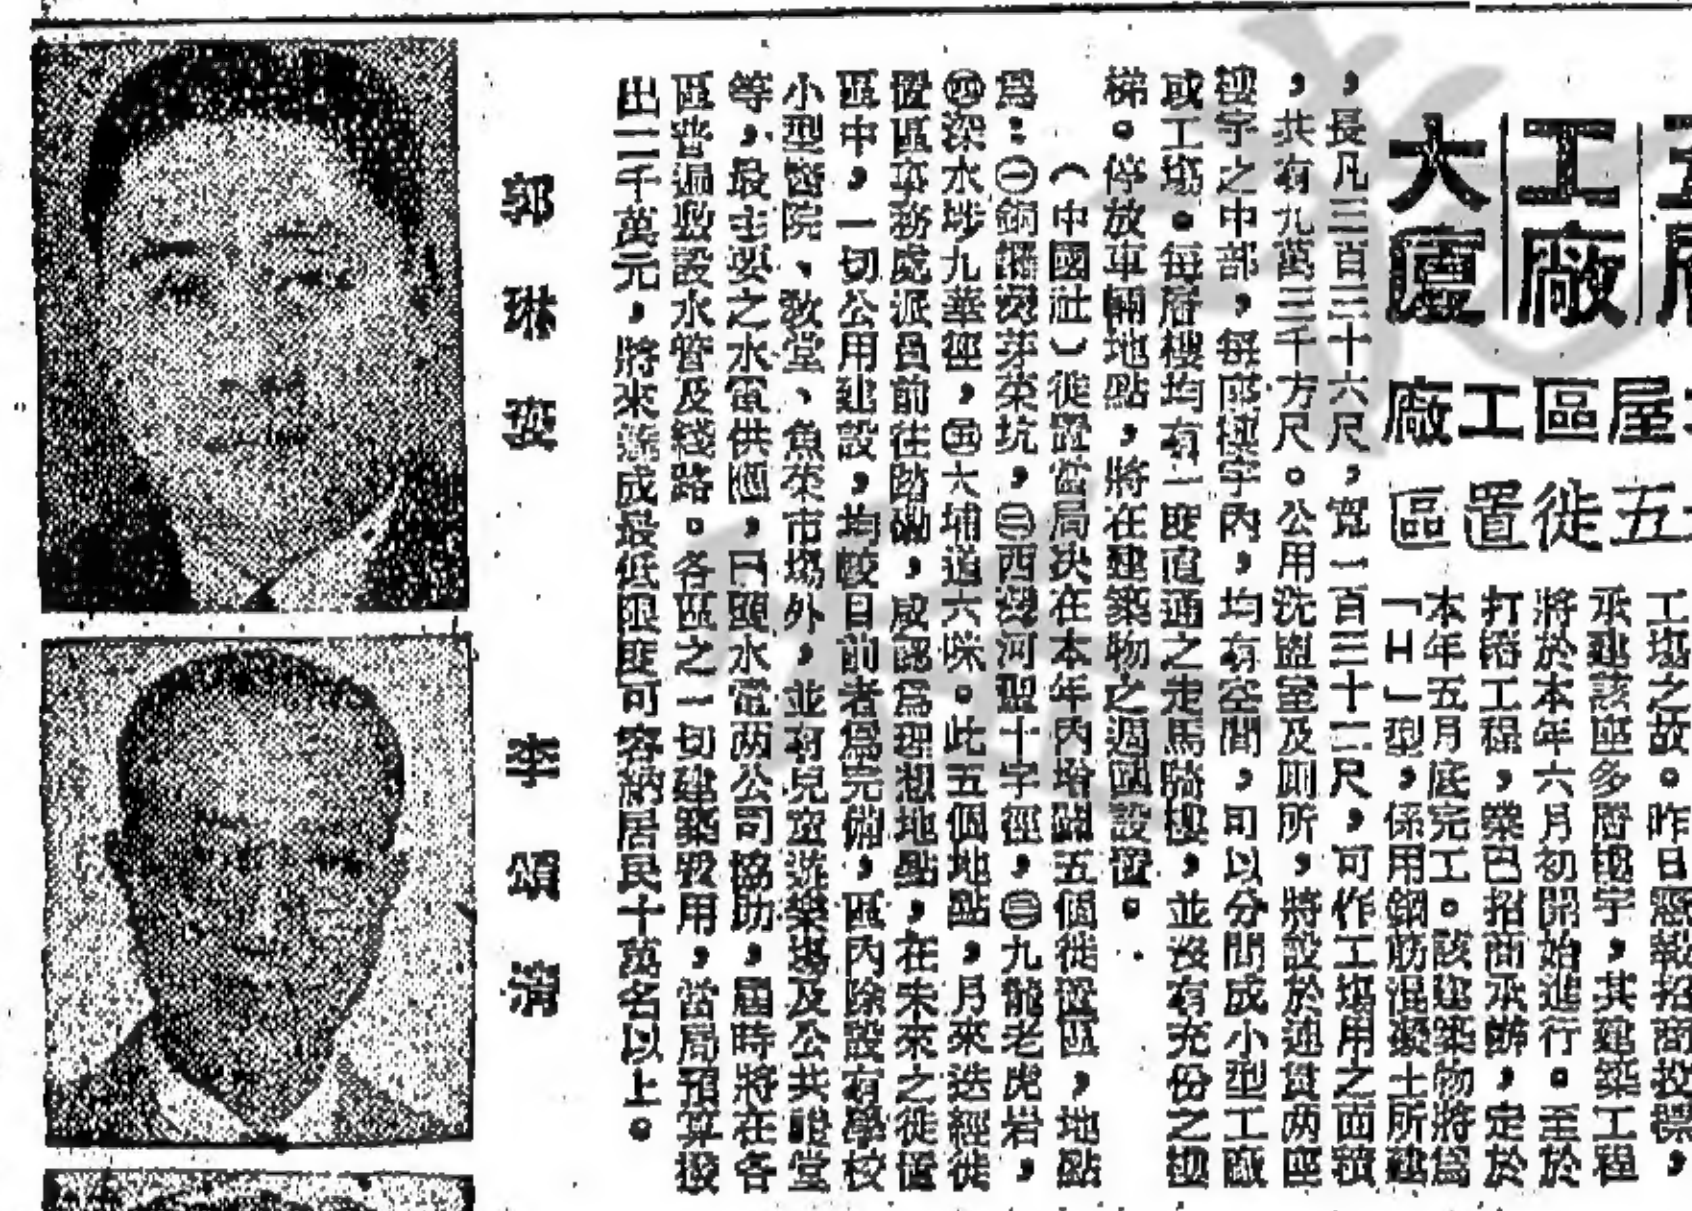 工廠
大廈
屋區工廠
五徙置區
工場之故。昨日憲報招商投標,
承建該座多層樓宇,其建築工程
將於本年六月初開始進行。至於
打樁工程,業已招商承辦,定於
本年五月底完工。該建築物將爲
「H」型,係用鋼筋混凝土所建
,長凡三百三十六尺,寬一百三十二尺,可作工場用之面積
,共有九萬三千方尺。公用洗盥室及厠所,將設於連貫两座
樓宇之中部,每座樓宇內,均有空間,司以分間成小型工廠
或工塲。每層樓均有一度直通之走馬騎樓,並設有充份之樓
梯。停放車輛地點,將在建築物之週圍設置。
(中國社)徙置當局决在本年內增闢五個徙置區,地點
爲:㊀銅鑼灣芽菜坑,㊁西灣河聖十字徑,㊂九龍老虎岩,
㊃深水埗九華徑,㊄大埔道六咪。此五個地點,月來迭經徙
置區事務處派員前往踏勘,咸認爲理想地點,在未來之徙置
區中,一切公用建設,均較日前者爲完備,區內除設有學校
小型醫院、敎堂、魚菜市塲外,並有兒童遊樂塲及公共禮堂
等,最主要之水電供應,已與水電两公司協助,屆時將在各
區普遍敷設水管及綫路。各區之一切建築費用,當局預算撥
出二千萬元,將來落成最低限度可容納居民十萬名以上。
郭琳
李頌清